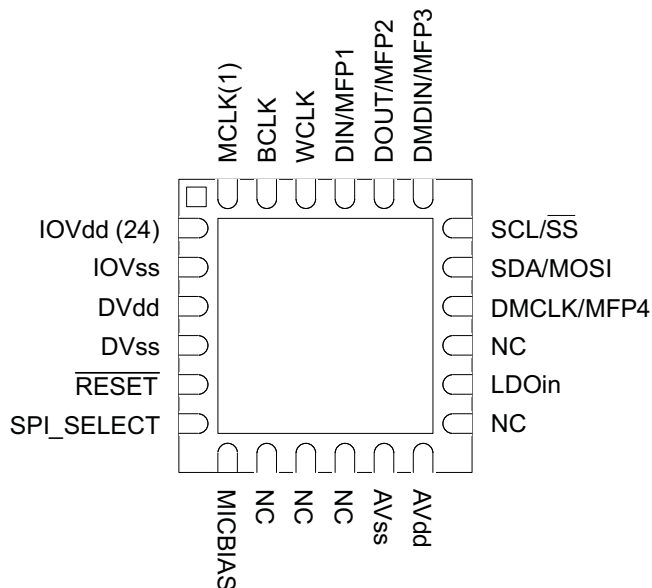 MCLK(1)
BCLK
WCLK
DIN/MFP1
DOUT/MFP2
DMDIN/MFP3
IOVdd (24)
IOVss
DVdd
DVss
RESET
SPI_SELECT
SCL/SS
SDA/MOSI
DMCLK/MFP4
NC
LDOin
NC
MICBIAS
NC
NC
NC
AVss
AVdd